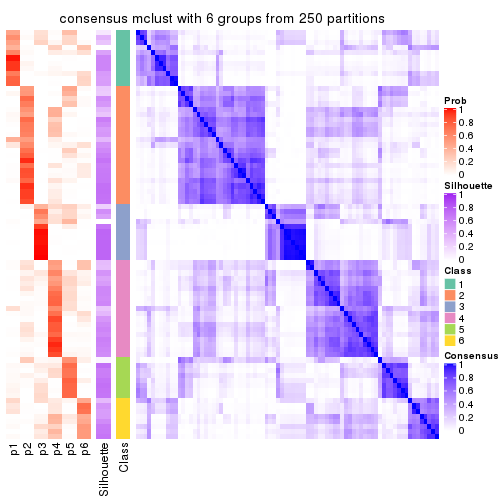 consensus mclust with 6 groups from 250 partitions
Prob
1
0.8
0.6
0.4
0.2
0
Silhouette
1
0.8
0.6
0.4
0.2
0
Class
1
2
3
4
5
6
Consensus
1
0.8
0.6
0.4
0.2
0
p1
p2
p3
p4
p5
p6
Silhouette
Class